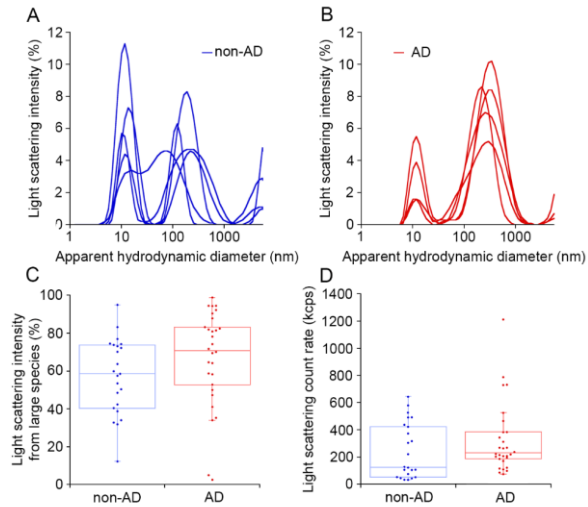 A
Light scattering intensity (%)
12
10
8
6
4
2
0
non-AD
1
10
100
1000
Apparent hydrodynamic diameter (nm)
B
Light scattering intensity (%)
12
10
8
6
4
2
0
AD
1
10
100
1000
Apparent hydrodynamic diameter (nm)
C
Light scattering intensity
from large species (%)
100
80
60
40
20
0
non-AD
AD
D
Light scattering count rate (kcps)
1400
1200
1000
800
600
400
200
0
non-AD
AD